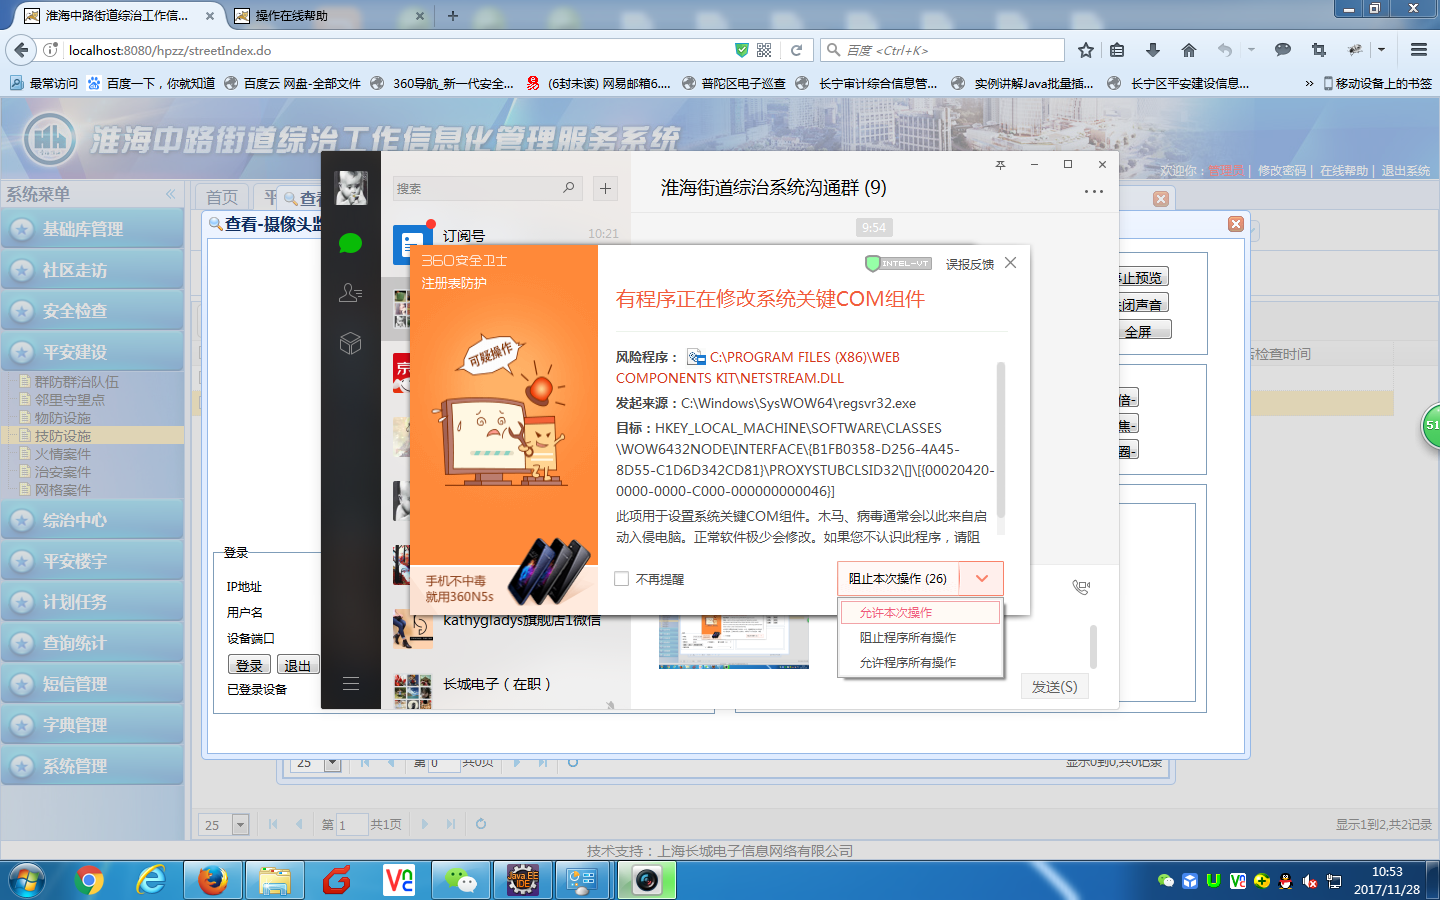 淮海中路街道综治工作信...
操作在线帮助
localhost:8080/hpzz/streetIndex.do
百度 <Ctrl+K>
最常访问
百度一下，你就知道
百度云 网盘-全部文件
360导航_新一代安全...
(6封未读) 网易邮箱6....
普陀区电子巡查
长宁审计综合信息管...
实例讲解Java批量插...
长宁区平安建设信息...
移动设备上的书签
淮海中路街道综治工作信息化管理服务系统
欢迎你：
| 修改密码 | 在线帮助 | 退出系统
系统菜单
首页
平
查看
查看-摄像头监
基础库管理
社区走访
安全检查
平安建设
群防群治队伍
邻里守望点
物防设施
技防设施
火情案件
治安案件
网格案件
综治中心
平安楼宇
计划任务
查询统计
短信管理
字典管理
系统管理
登录
IP地址
用户名
设备端口
登录
退出
已登录设备
搜索
订阅号
10:21
京
kathygladys旗舰店1微信
长城电子（在职）
淮海街道综治系统沟通群 (9)
9:54
发送(S)
360安全卫士
注册表防护
可疑操作
手机不中毒
就用360N5s
INTEL-VT
误报反馈
有程序正在修改系统关键COM组件
风险程序：C:\PROGRAM FILES (X86)\WEB
COMPONENTS KIT\NETSTREAM.DLL
发起来源：C:\Windows\SysWOW64\regsvr32.exe
目标：HKEY_LOCAL_MACHINE\SOFTWARE\CLASSES
\WOW6432NODE\INTERFACE\{B1FB0358-D256-4A45-
8D55-C1D6D342CD81}\PROXYSTUBCLSID32\[]\[{00020420-
0000-0000-C000-000000000046}]
此项用于设置系统关键COM组件。木马、病毒通常会以此来自启
动入侵电脑。正常软件极少会修改。如果您不认识此程序，请阻
不再提醒
阻止本次操作 (26)
允许本次操作
阻止程序所有操作
允许程序所有操作
止预览
闭声音
全屏
倍-
焦-
圈-
检查时间
51
25
第 0 共0页
显示0到0,共0记录
25
第 1 共1页
显示1到2,共2记录
技术支持：上海长城电子信息网络有限公司
Java EE
IDE
10:53
2017/11/28